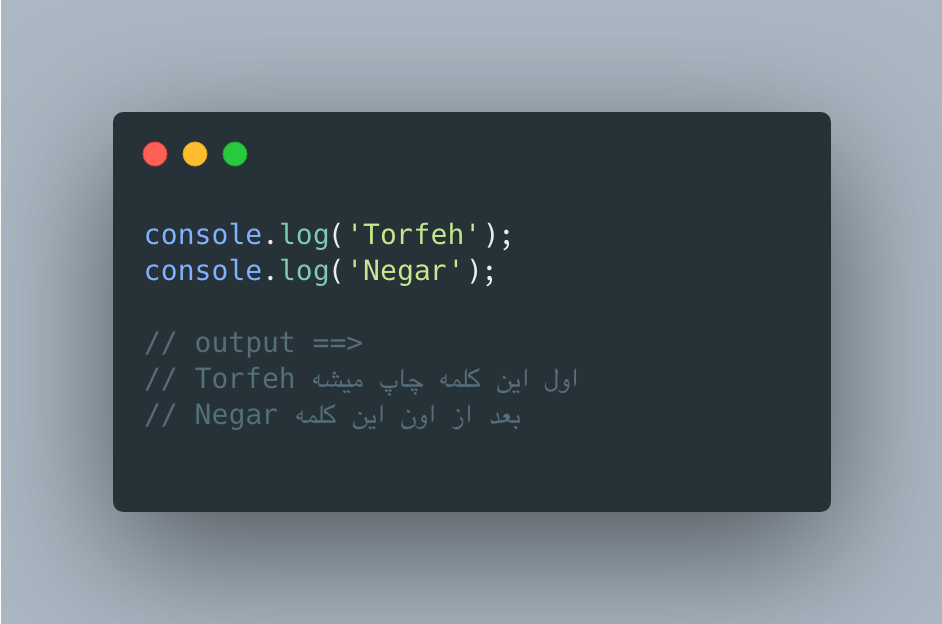 console.log('Torfeh');
console.log('Negar');
// output ==>
// Torfeh اول این کلمه چاپ میشه
// Negar بعد از اون این کلمه